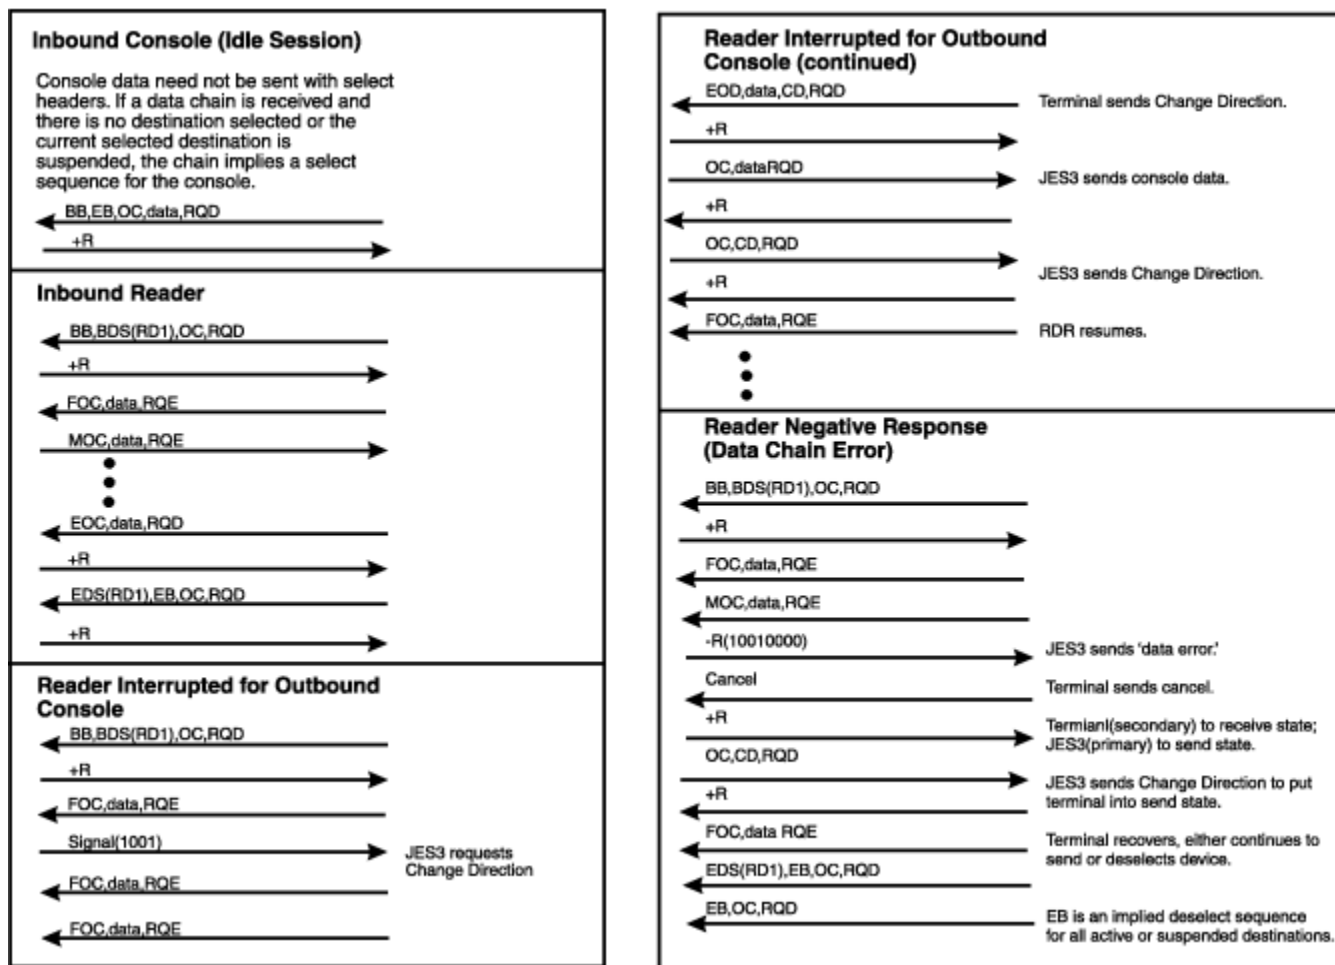 Inbound Console (Idle Session)
Console data need not be sent with select
headers. If a data chain is received and
there is no destination selected or the
current selected destination is
suspended, the chain implies a select
sequence for the console.
BB,EB,OC,data,RQD
+R
Inbound Reader
BB,BDS(RD1),OC,RQD
+R
FOC,data,RQE
MOC,data,RQE
EOC,data,RQD
+R
EDS(RD1),EB,OC,RQD
+R
Reader Interrupted for Outbound
Console
BB,BDS(RD1),OC,RQD
+R
FOC,data,RQE
Signal(1001)
JES3 requests
Change Direction
FOC,data,RQE
FOC,data,RQE
Reader Interrupted for Outbound
Console (continued)
EOD,data,CD,RQD
Terminal sends Change Direction.
+R
OC,dataRQD
JES3 sends console data.
+R
OC,CD,RQD
JES3 sends Change Direction.
+R
FOC,data,RQE
RDR resumes.
Reader Negative Response
(Data Chain Error)
BB,BDS(RD1),OC,RQD
+R
FOC,data,RQE
MOC,data,RQE
-R(10010000)
JES3 sends 'data error.'
Cancel
Terminal sends cancel.
+R
Termianl(secondary) to receive state;
JES3(primary) to send state.
OC,CD,RQD
JES3 sends Change Direction to put
terminal into send state.
+R
FOC,data RQE
Terminal recovers, either continues to
send or deselects device.
EDS(RD1),EB,OC,RQD
EB,OC,RQD
EB is an implied deselect sequence
for all active or suspended destinations.